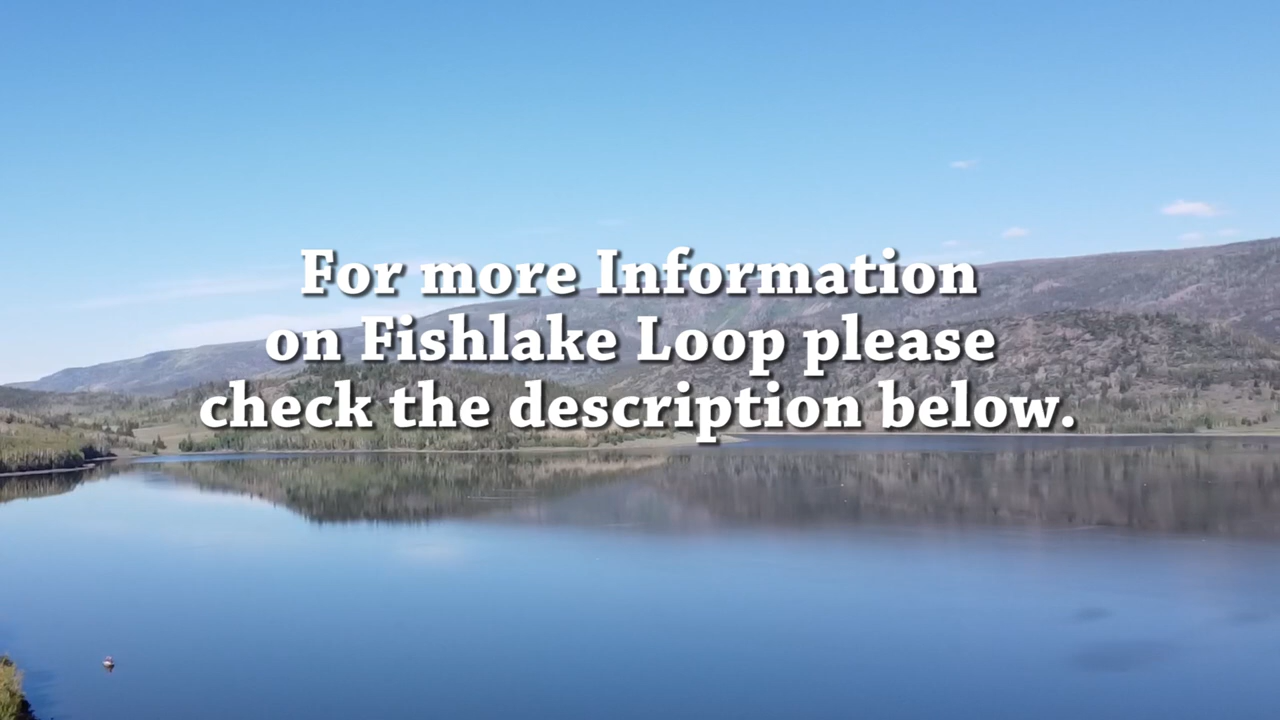 For more Information
on Fishlake Loop please
check the description below.